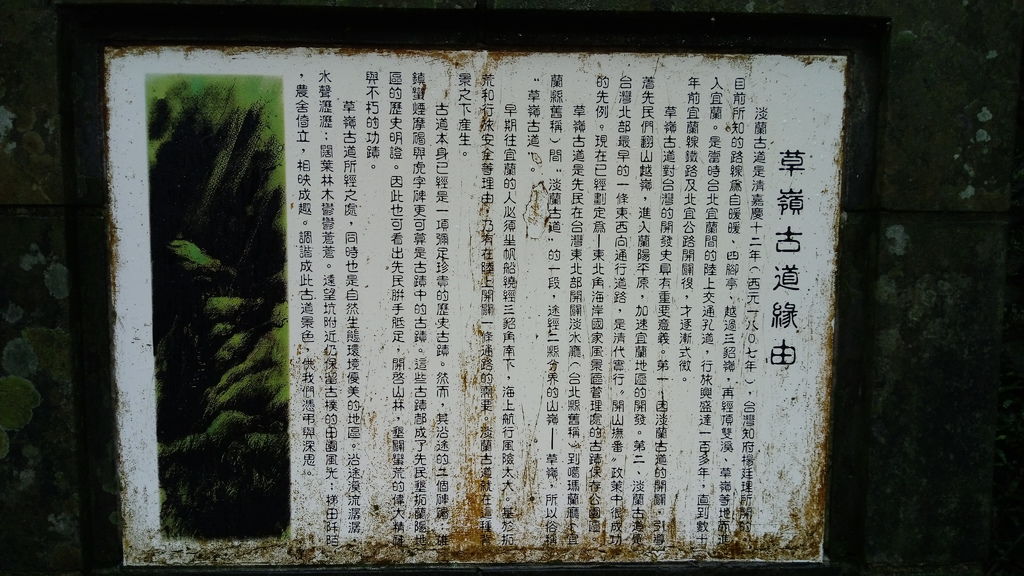 草嶺古道緣由
淡蘭古道是清嘉慶十二年（西元一八０七年），台灣知府楊廷理所開的，
目前所知的路線為自暖暖、四腳亭、越過三貂嶺，再經頂雙溪、草嶺等地而進
入宜蘭。是當時台北宜蘭間的陸上交通孔道，行旅興盛達一百多年，直到數十
年前宜蘭線鐵路及北宜公路開闢後，才逐漸式微。
草嶺古道對台灣的開發史具有重要意義。第一、因淡蘭古道的開闢，引導
著先民們翻山越嶺，進入蘭陽平原，加速宜蘭地區的開發。第二、淡蘭古道是
台灣北部最早的一條東西向通行道路，是清代實行「開山撫番」政策中很成功
的先例。現在已經劃定為—東北角海岸國家風景區管理處的古蹟保存公園區
草嶺古道是先民在台灣東北部開闢淡水廳（台北縣舊稱）到噶瑪蘭廳（宜
蘭縣舊稱）間“淡蘭古道”的一段，途經二縣分界的山嶺——草嶺，所以俗稱
“草嶺古道”。
早期往宜蘭的人必須坐帆船繞經三貂角南下，海上航行風險太大。基於拓
荒和行旅安全等理由，乃有在陸上開闢一條通路的需要，淡蘭古道就在這種背
景之下產生。
古道本身已經是一項彌足珍貴的歷史古蹟。然而，其沿途的二個碑碣：雄
鎮蠻煙摩碣與虎字碑更可算是古蹟中的古蹟。這些古蹟都成了先民墾拓蘭陽地
區的歷史明證。因此也可看出先民胼手胝足，開啟山林，墾闢蠻荒的偉大精神
與不朽的功蹟。
草嶺古道所經之處，同時也是自然生態環境優美的地區。沿途溪流潺潺，
水聲瀝瀝；闊葉林木鬱鬱蒼蒼。遠望坑附近仍保留古樸的田園風光；梯田阡陌
，農舍倚立，相映成趣。調諧成此古道景色，供我們憑弔與深思。